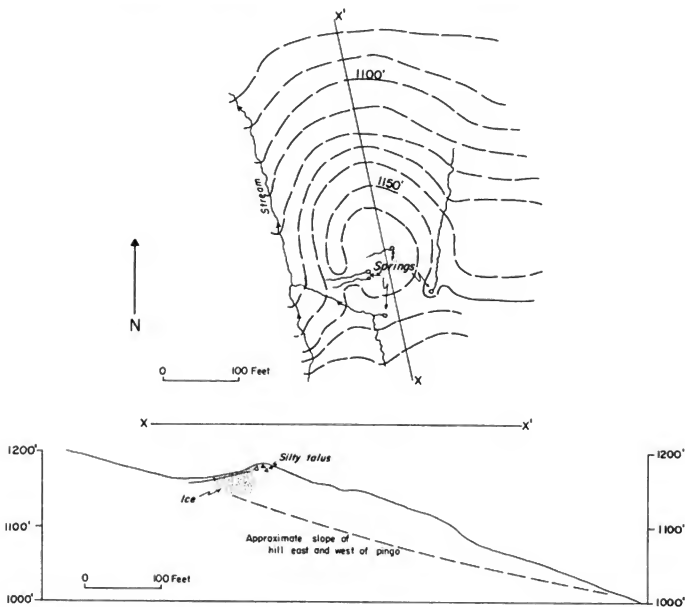 X'
1100'
1150'
Stream
Springs
N
0 100 Feet
X
X X'
1200' 1200'
Silty talus
Ice
1100' 1100'
Approximate slope of
hill east and west of pingo
0 100 Feet
1000' 1000'